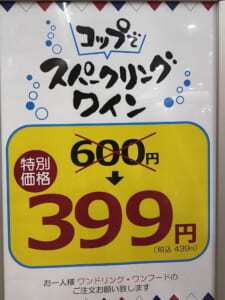 コップで
スパークリング
ワイン
特別
価格
600円
399円
(税込 439円)
お一人様 ワンドリンク・ワンフードの
ご注文お願い致します